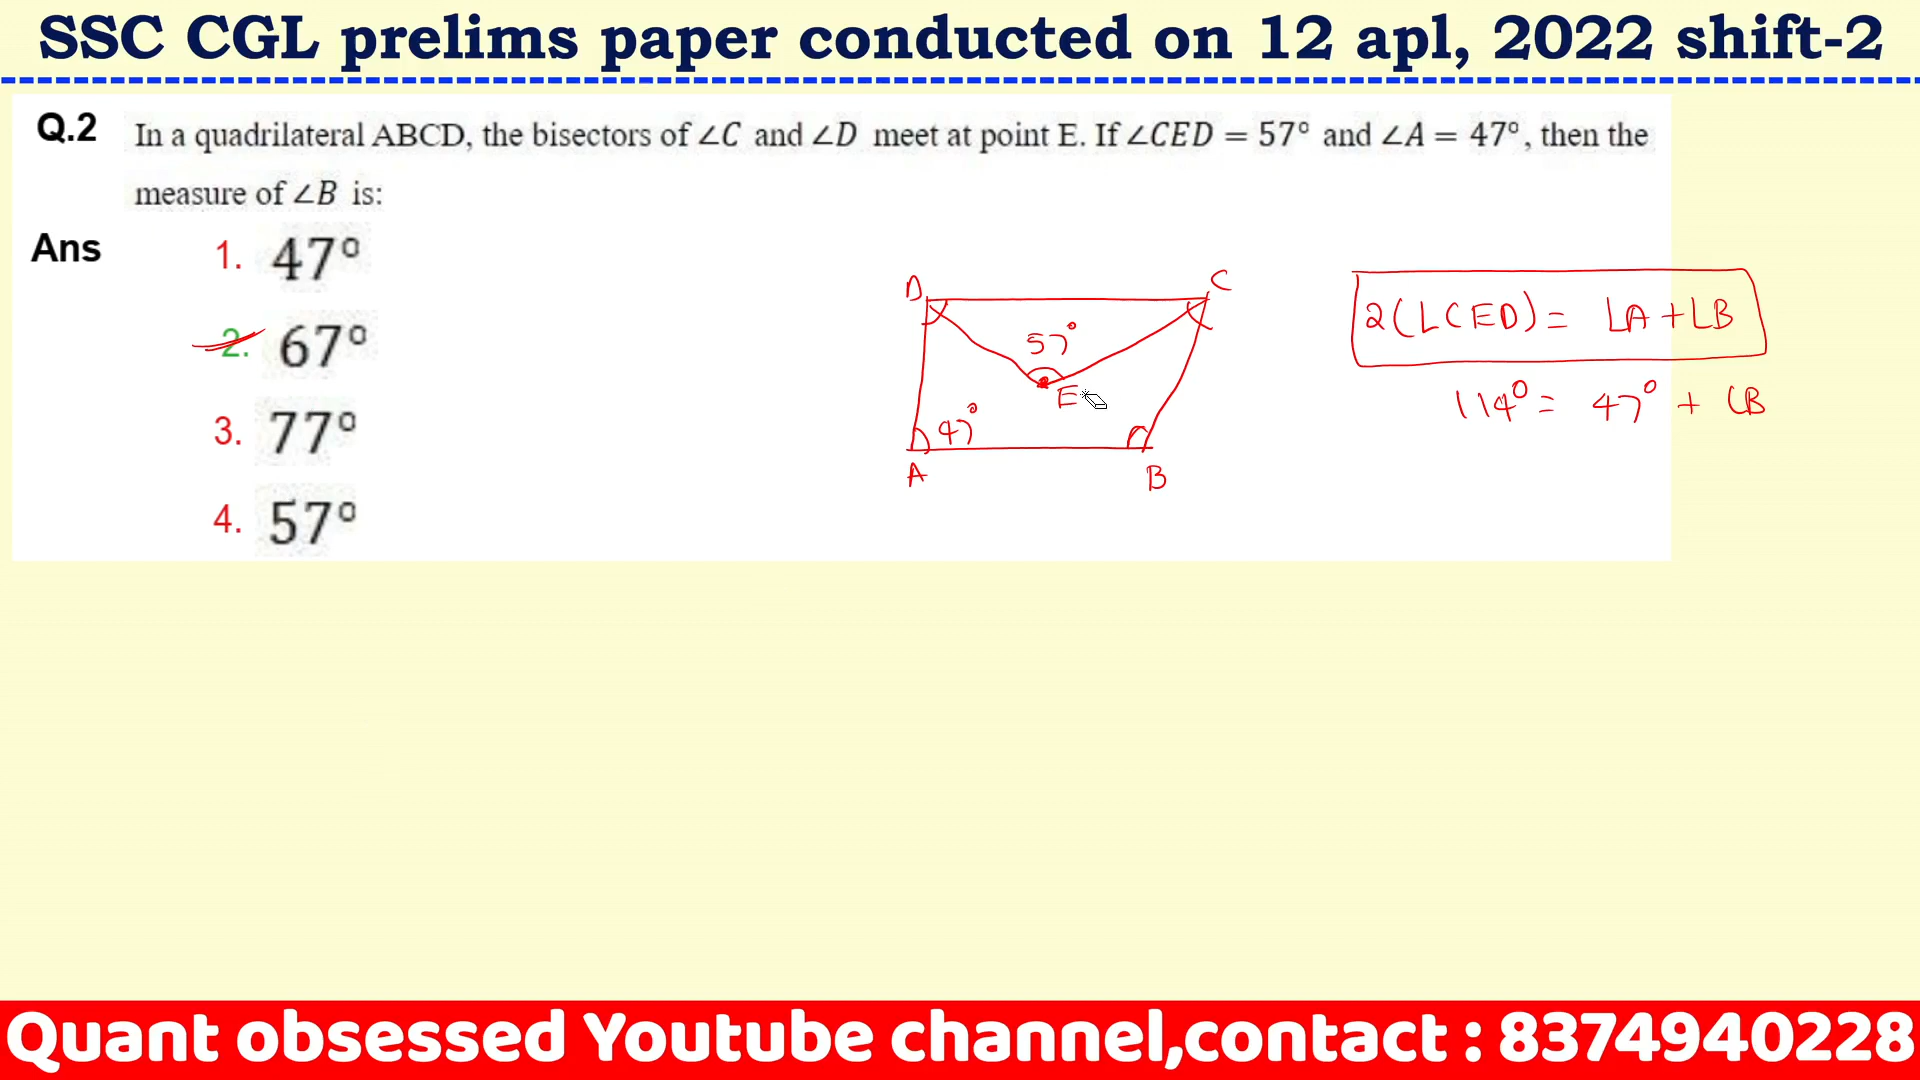 SSC CGL prelims paper conducted on 12 apl, 2022 shift-2
Q.2 In a quadrilateral ABCD, the bisectors of ∠C and ∠D meet at point E. If ∠CED = 57° and ∠A = 47°, then the
measure of ∠B is:
Ans 1. 47°
2. 67°
3. 77°
4. 57°
D C
57°
E
47°
A B
2(∠CED) = ∠A + ∠B
114° = 47° + ∠B
Quant obsessed Youtube channel,contact : 8374940228